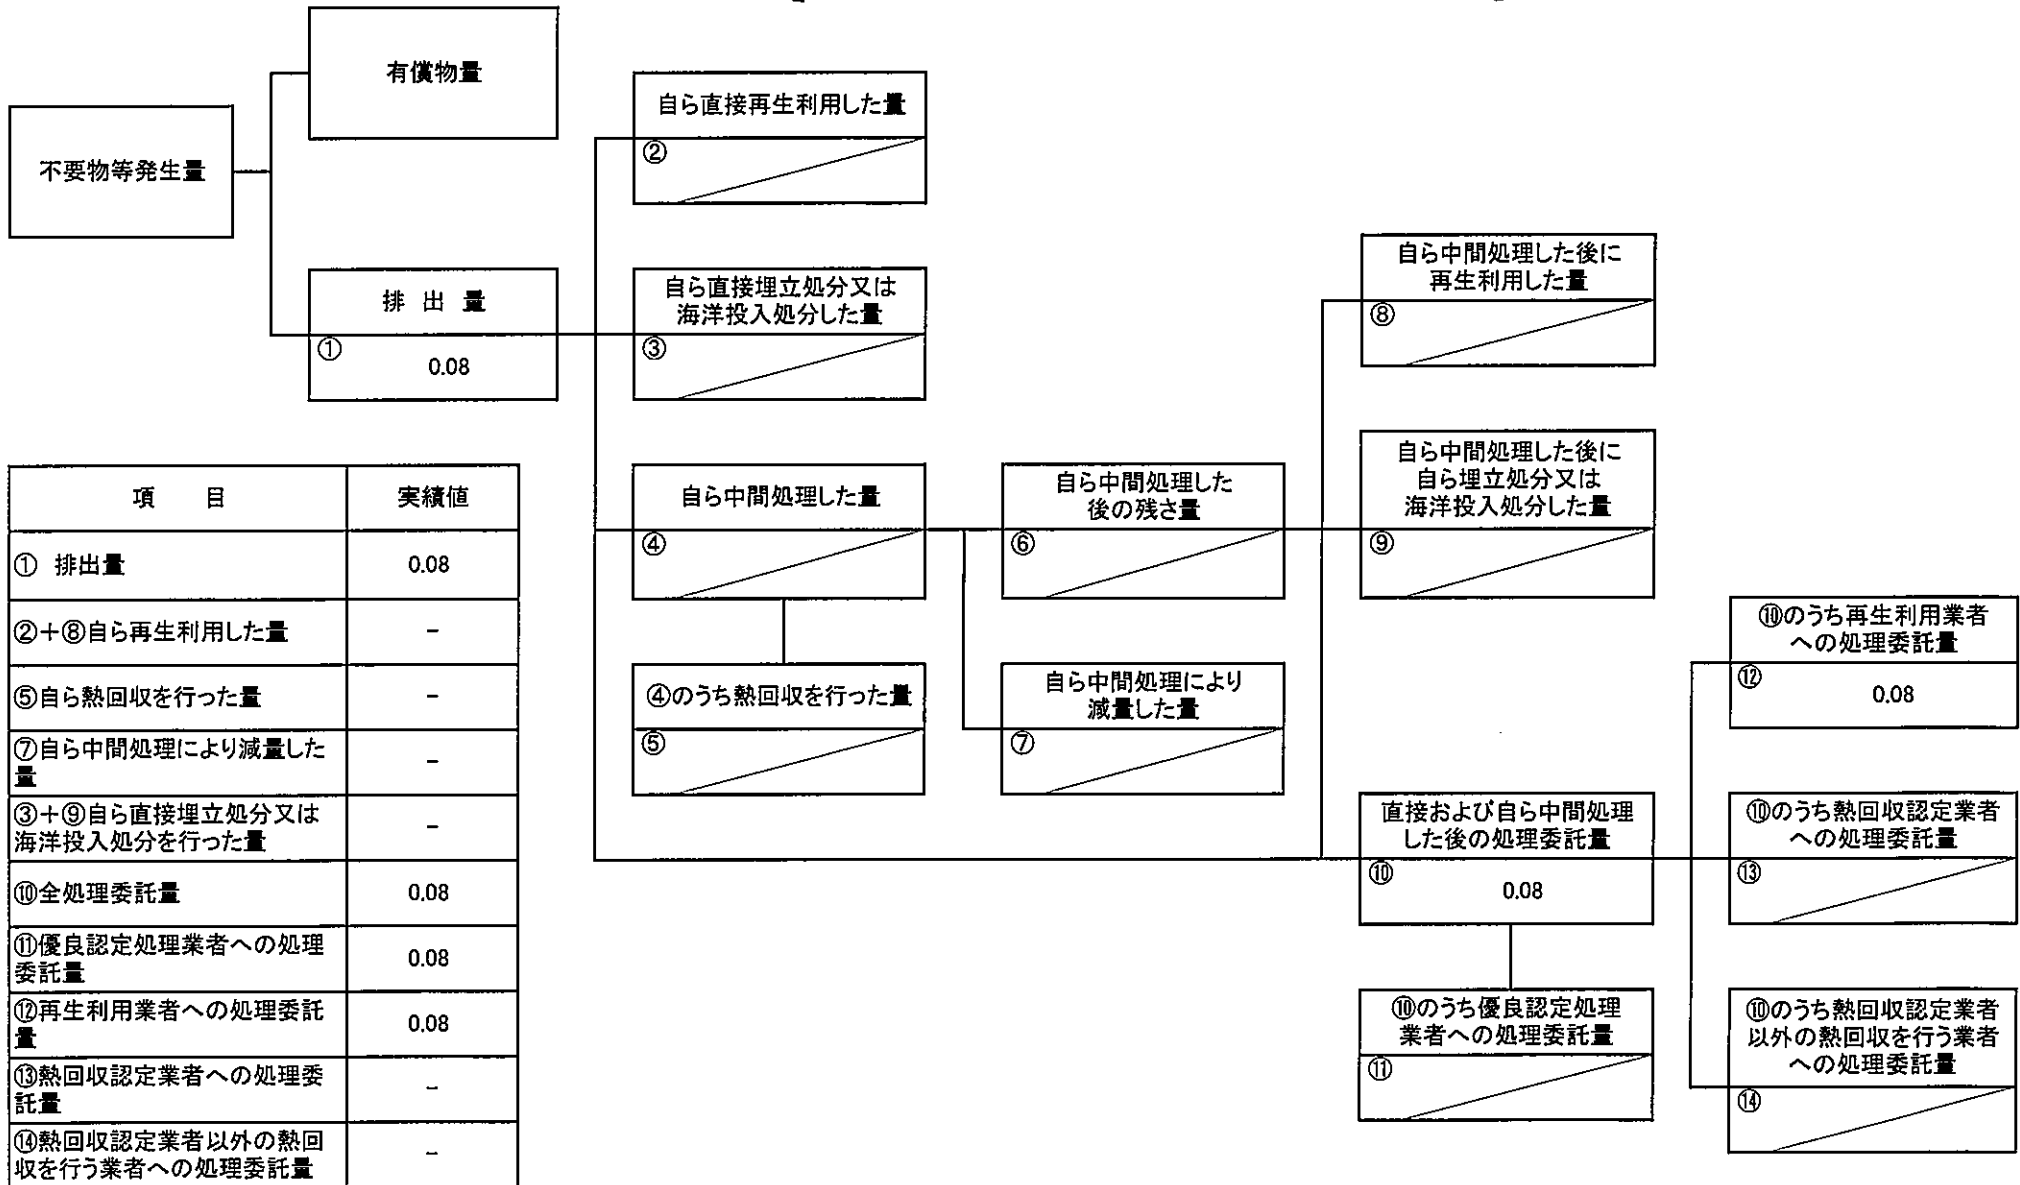 有償物量
不要物等発生量
排 出 量
①
0.08
自ら直接再生利用した量
②
自ら直接埋立処分又は
海洋投入処分した量
③
自ら中間処理した量
④
④のうち熱回収を行った量
⑤
自ら中間処理した
後の残さ量
⑥
自ら中間処理により
減量した量
⑦
自ら中間処理した後に
再生利用した量
⑧
自ら中間処理した後に
自ら埋立処分又は
海洋投入処分した量
⑨
直接および自ら中間処理
した後の処理委託量
⑩
0.08
⑩のうち優良認定処理
業者への処理委託量
⑪
⑩のうち再生利用業者
への処理委託量
⑫
0.08
⑩のうち熱回収認定業者
への処理委託量
⑬
⑩のうち熱回収認定業者
以外の熱回収を行う業者
への処理委託量
⑭
項 目 実績値
① 排出量 0.08
②+⑧自ら再生利用した量 -
⑤自ら熱回収を行った量 -
⑦自ら中間処理により減量した
量 -
③+⑨自ら直接埋立処分又は
海洋投入処分を行った量 -
⑩全処理委託量 0.08
⑪優良認定処理業者への処理
委託量 0.08
⑫再生利用業者への処理委託
量 0.08
⑬熱回収認定業者への処理委
託量 -
⑭熱回収認定業者以外の熱回
収を行う業者への処理委託量 -